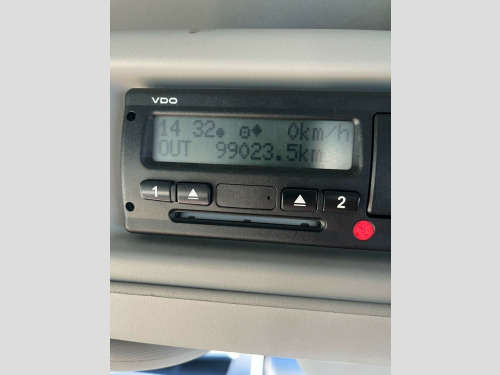 VDO
14 32● ⊙◆ 0km/h
OUT 99023.5km
1 ▲ ▲ 2